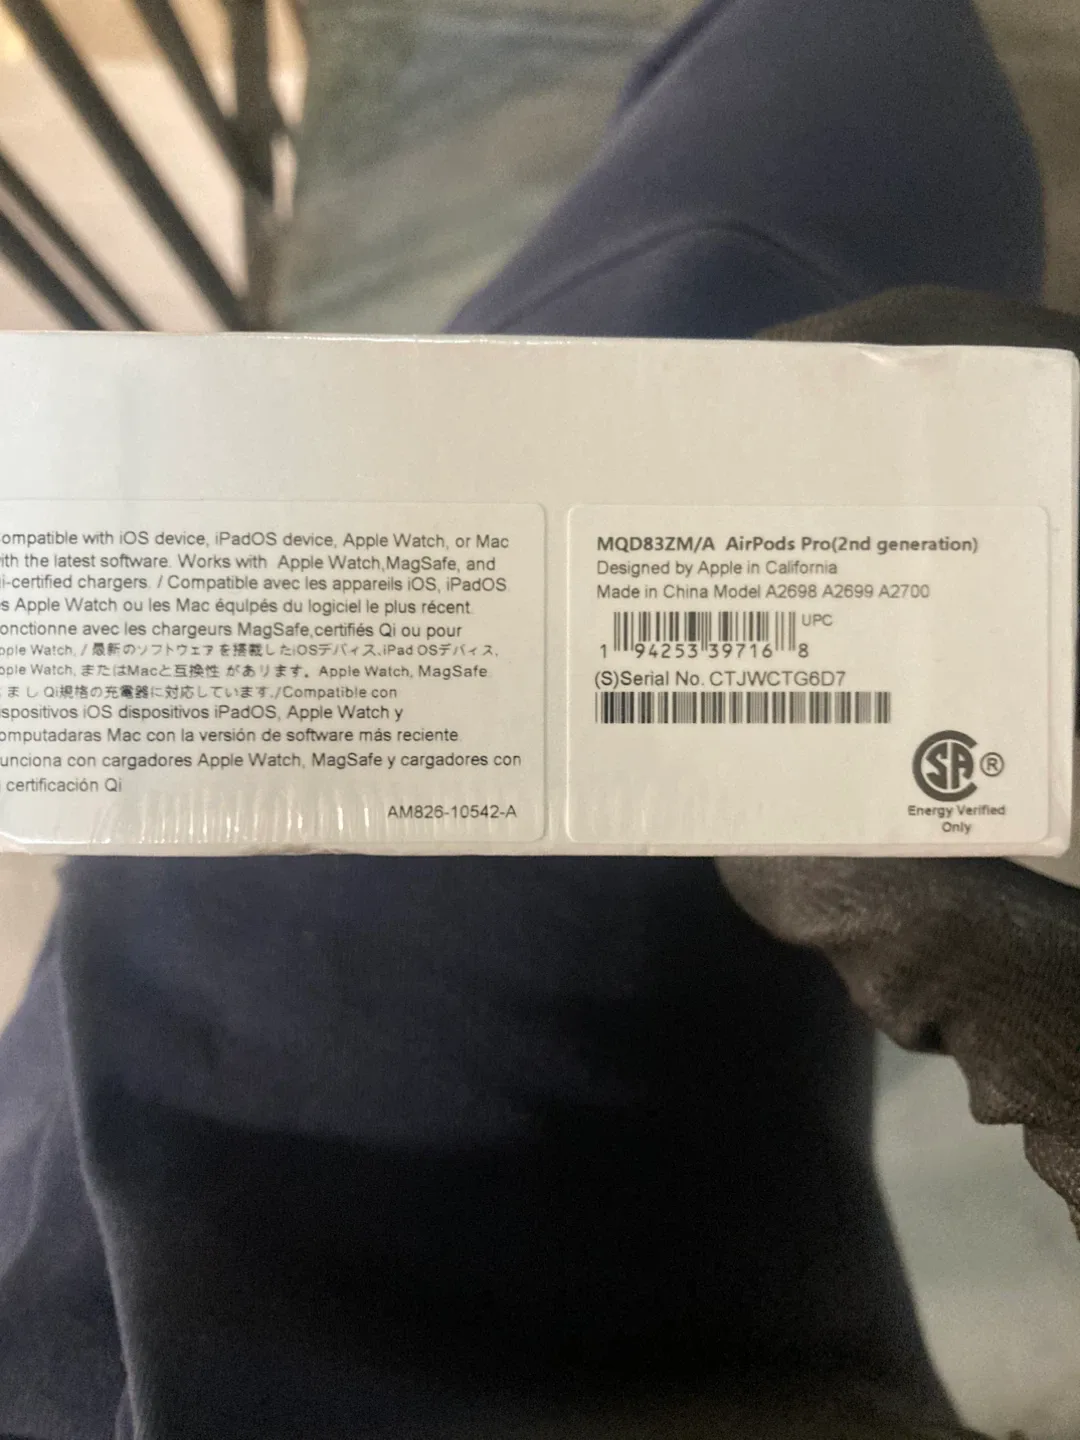 ompatible with iOS device, iPadOS device, Apple Watch, or Mac
ith the latest software. Works with Apple Watch,MagSafe, and
i-certified chargers. / Compatible avec les appareils iOS, iPadOS
s Apple Watch ou les Mac équlpés du logiciel le plus récent.
onctionne avec les chargeurs MagSafe,certifiés Qi ou pour
pple Watch. / 最新のソフトウェアを搭載したiOSデバイス.iPad OSデバイス,
pple Watch, またはMacと互換性 があリます。Apple Watch, MagSafe
ま し Qi規格の充電器に対応しています./Compatible con
ispositivos iOS dispositivos iPadOS, Apple Watch y
omputadaras Mac con la versión de software más reciente.
unciona con cargadores Apple Watch, MagSafe y cargadores con
certificación Qi
AM826-10542-A
MQD83ZM/A AirPods Pro(2nd generation)
Designed by Apple in California
Made in China Model A2698 A2699 A2700
UPC
1 94253 39716 8
(S)Serial No. CTJWCTG6D7
SA ®
Energy Verified
Only